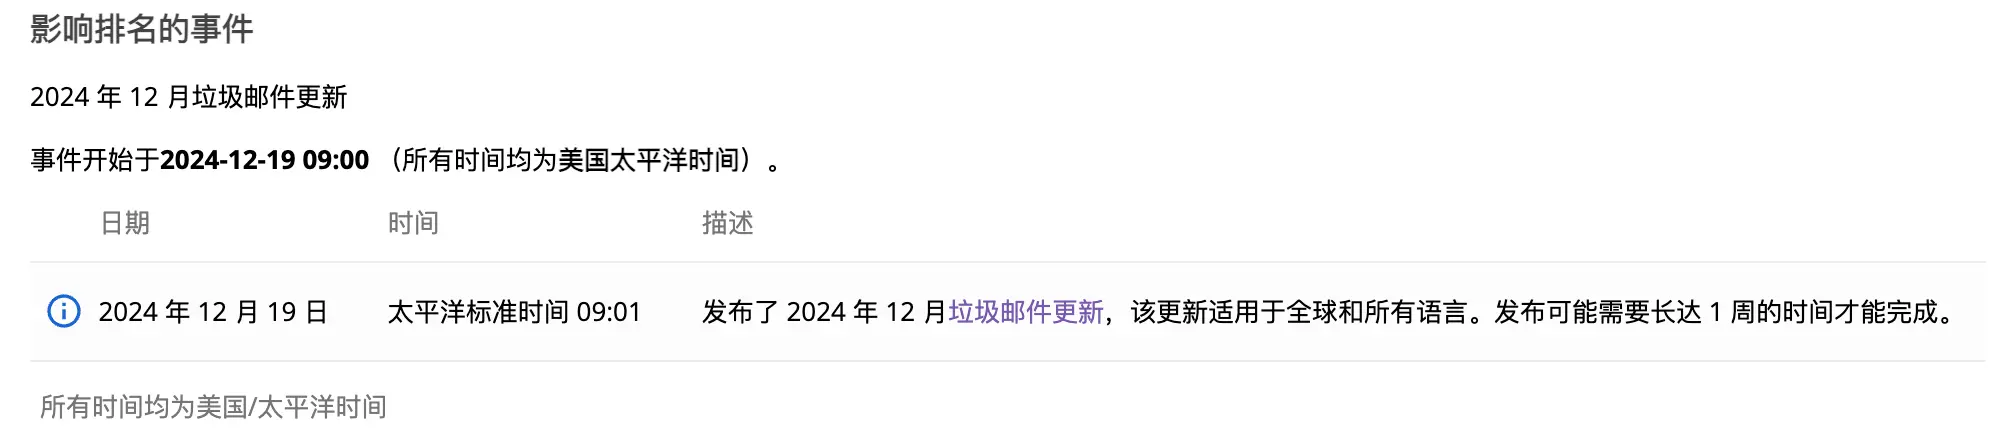 影响排名的事件
2024 年 12 月垃圾邮件更新
事件开始于2024-12-19 09:00 （所有时间均为美国太平洋时间）。
日期 时间 描述
2024 年 12 月 19 日 太平洋标准时间 09:01 发布了 2024 年 12 月垃圾邮件更新，该更新适用于全球和所有语言。发布可能需要长达 1 周的时间才能完成。
所有时间均为美国/太平洋时间